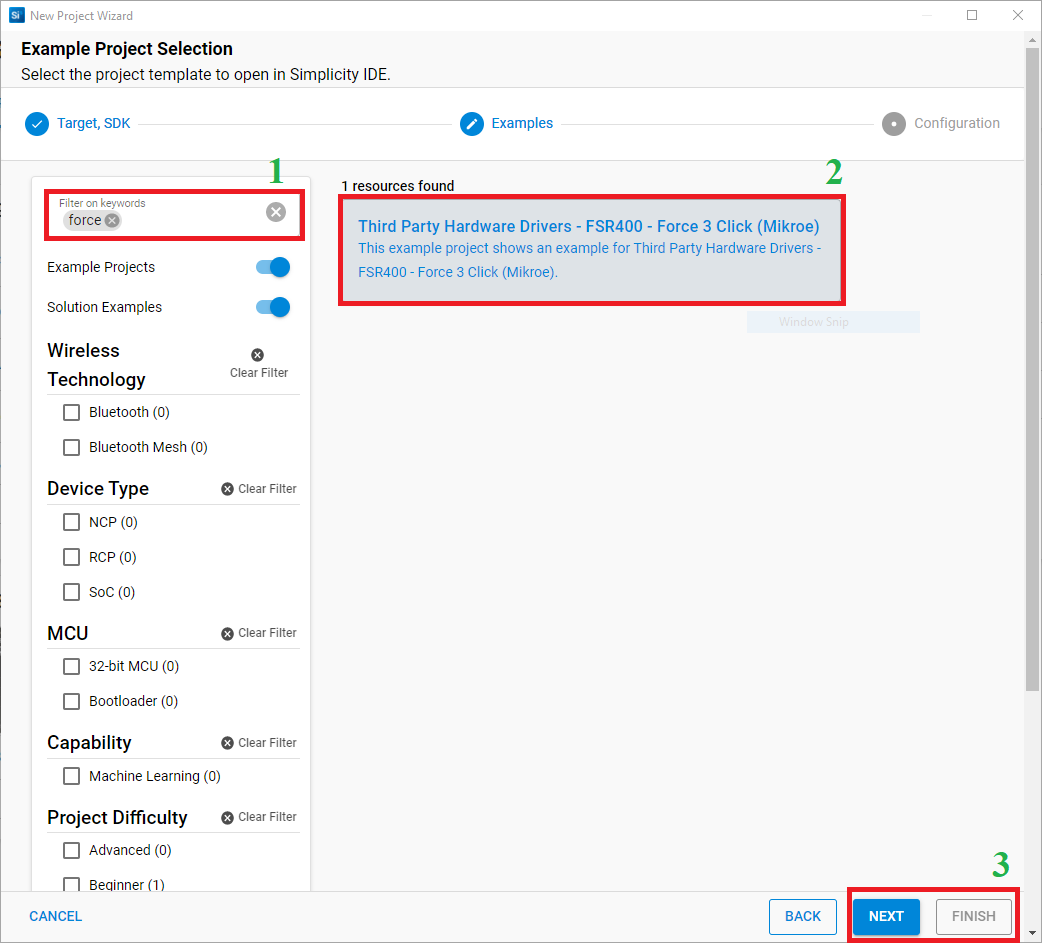 Si New Project Wizard
Example Project Selection
Select the project template to open in Simplicity IDE.
Target, SDK
Examples
Configuration
1
Filter on keywords
force
Example Projects
Solution Examples
Wireless
Technology
Clear Filter
Bluetooth (0)
Bluetooth Mesh (0)
Device Type
Clear Filter
NCP (0)
RCP (0)
SoC (0)
MCU
Clear Filter
32-bit MCU (0)
Bootloader (0)
Capability
Clear Filter
Machine Learning (0)
Project Difficulty
Clear Filter
Advanced (0)
Beginner (1)
1 resources found
2
Third Party Hardware Drivers - FSR400 - Force 3 Click (Mikroe)
This example project shows an example for Third Party Hardware Drivers -
FSR400 - Force 3 Click (Mikroe).
Window Snip
3
CANCEL
BACK
NEXT
FINISH